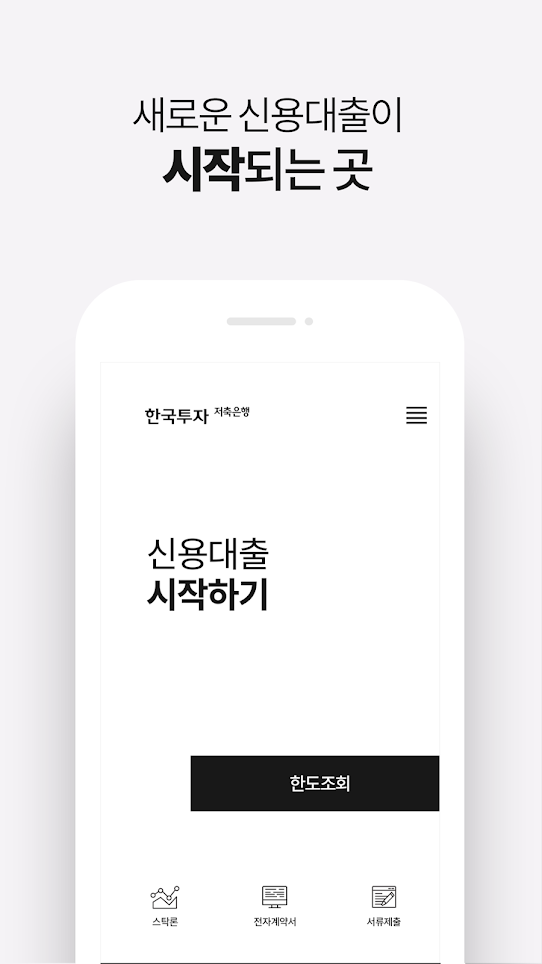 새로운 신용대출이
시작되는 곳
한국투자 저축은행
신용대출
시작하기
한도조회
스탁론
전자계약서
서류제출